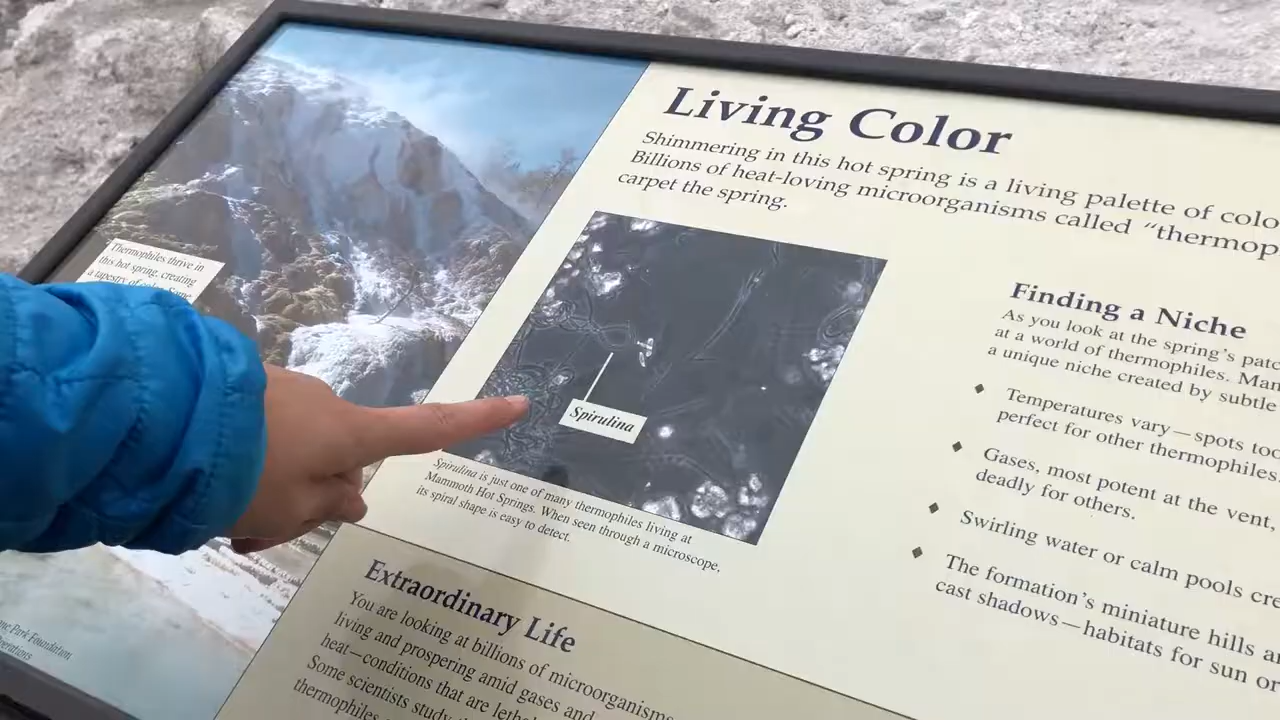 Living Color
Shimmering in this hot spring is a living palette of colo
Billions of heat-loving microorganisms called “thermop
carpet the spring.
Thermophiles thrive in
this hot spring, creating
a tapestry of color. Some
Spirulina
Spirulina is just one of many thermophiles living at
Mammoth Hot Springs. When seen through a microscope,
its spiral shape is easy to detect.
Finding a Niche
As you look at the spring’s patc
at a world of thermophiles. Man
a unique niche created by subtle
Temperatures vary—spots too
perfect for other thermophiles.
Gases, most potent at the vent,
deadly for others.
Swirling water or calm pools cre
The formation’s miniature hills a
cast shadows—habitats for sun or
Extraordinary Life
You are looking at billions of microorganisms
living and prospering amid gases and
heat—conditions that are letha
Some scientists study th
thermophiles
Park Foundation